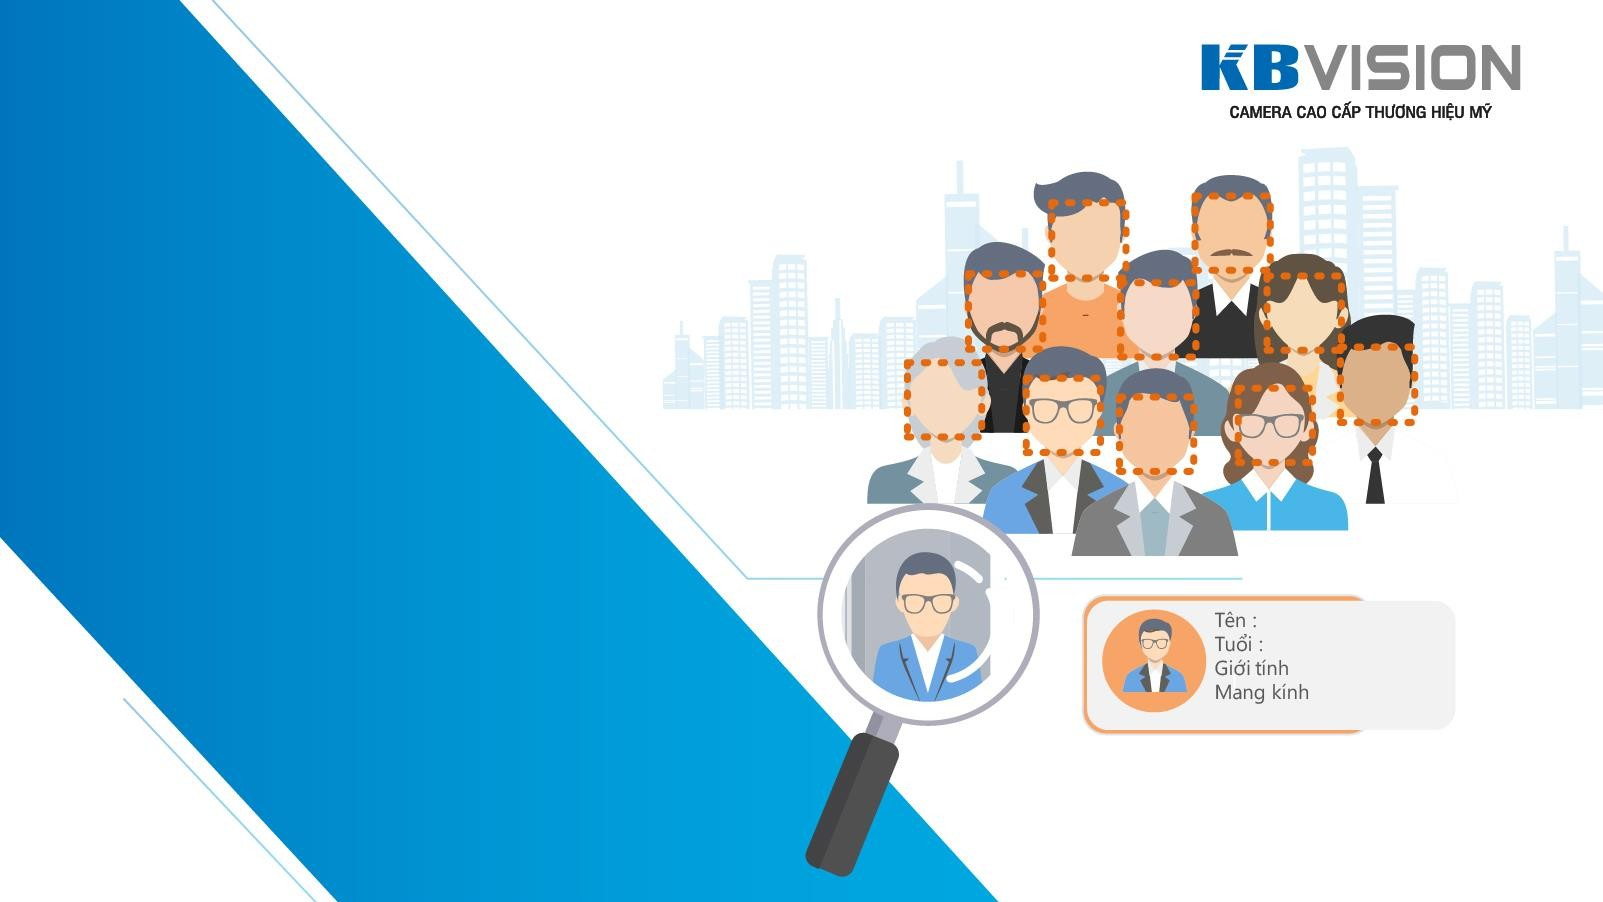 KBVISION
CAMERA CAO CẤP THƯƠNG HIỆU MỸ
Tên :
Tuổi :
Giới tính
Mang kính